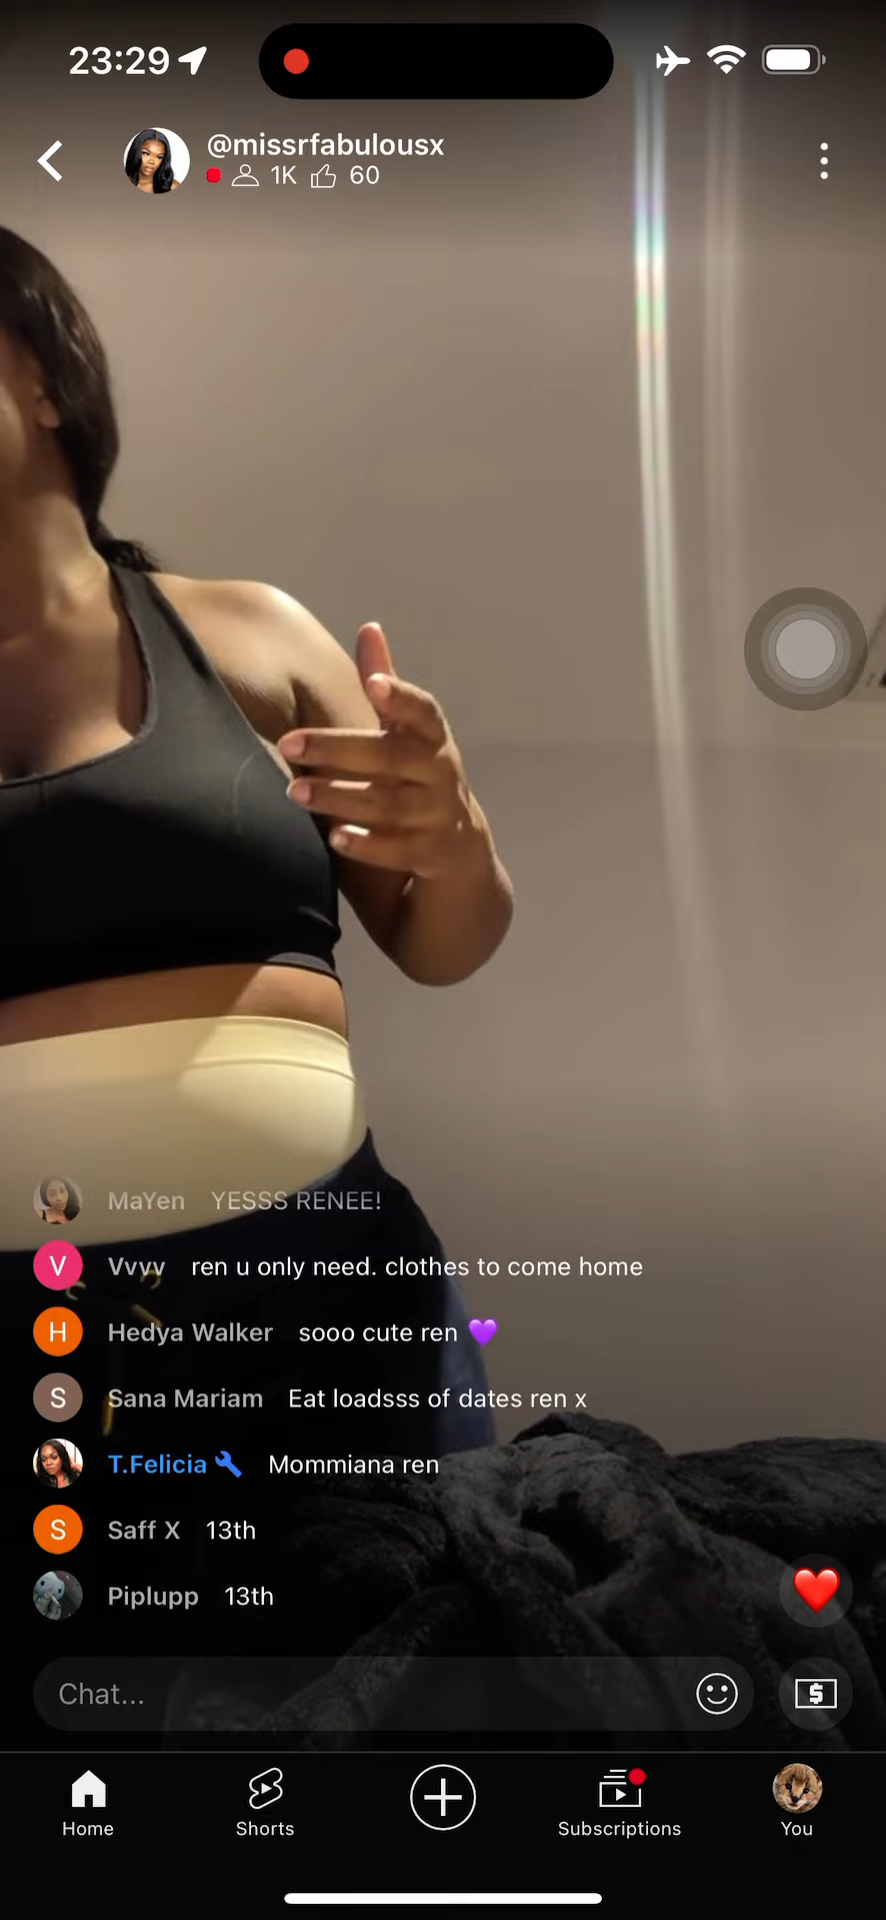 23:29
@missrfabulousx
1K 60
MaYen YESSS RENEE!
V Vvvv ren u only need. clothes to come home
H Hedya Walker sooo cute ren 💜
S Sana Mariam Eat loadsss of dates ren x
T.Felicia 🔧 Mommiana ren
S Saff X 13th
Piplupp 13th
Chat...
$
Home Shorts Subscriptions You